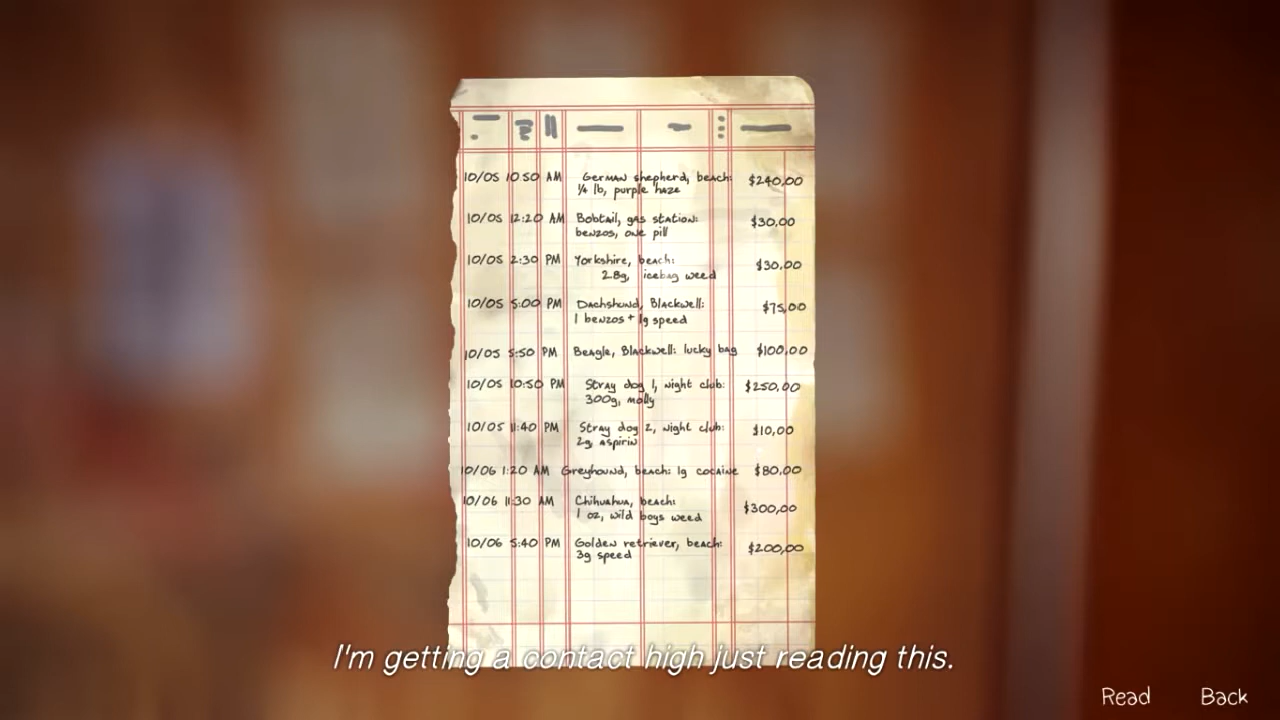 10/05 10:50 AM German shepherd, beach: $240,00
1/4 lb, purple haze
10/05 12:20 AM Bobtail, gas station: $30,00
benzos, one pill
10/05 2:30 PM Yorkshire, beach: $30,00
2.8g, icebag weed
10/05 5:00 PM Dachshund, Blackwell: $75,00
1 benzos + 1g speed
10/05 5:50 PM Beagle, Blackwell: lucky bag $100,00
10/05 10:50 PM Stray dog 1, night club: $250,00
300g, molly
10/05 11:40 PM Stray dog 2, night club: $10,00
2g, aspirin
10/06 1:20 AM Greyhound, beach: 1g cocaine $80,00
10/06 11:30 AM Chihuahua, beach: $300,00
1 oz, wild boys weed
10/06 5:40 PM Golden retriever, beach: $200,00
3g speed
I'm getting a contact high just reading this.
Read Back